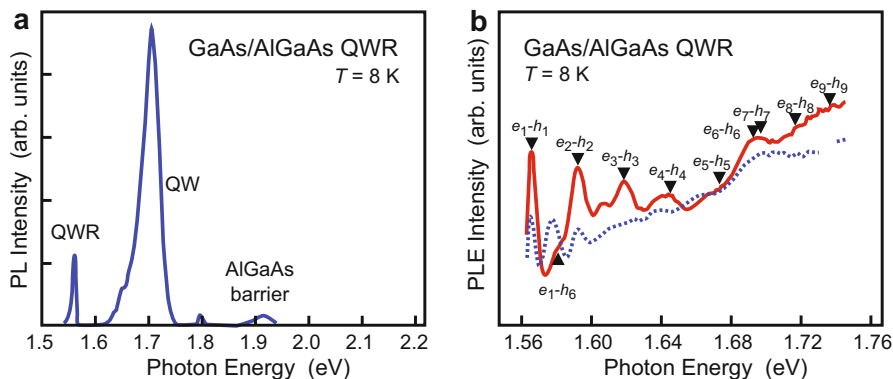 a
GaAs/AlGaAs QWR
T = 8 K
PL Intensity (arb. units)
QWR
QW
AlGaAs
barrier
1.5 1.6 1.7 1.8 1.9 2.0 2.1 2.2
Photon Energy (eV)
b
GaAs/AlGaAs QWR
T = 8 K
PLE Intensity (arb. units)
e1-h1
e2-h2
e3-h3
e4-h4
e5-h5
e6-h6
e7-h7
e8-h8
e9-h9
e1-h6
1.56 1.60 1.64 1.68 1.72 1.76
Photon Energy (eV)